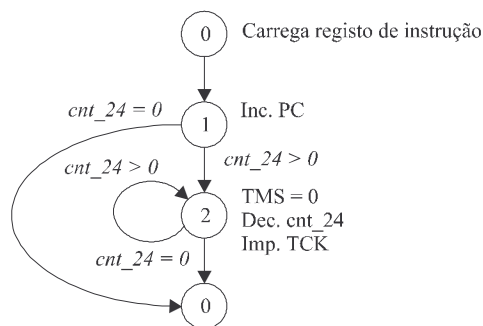 0 Carrega registo de instrução
cnt_24 = 0
1 Inc. PC
cnt_24 > 0 cnt_24 > 0
2 TMS = 0
Dec. cnt_24
cnt_24 = 0 Imp. TCK
0